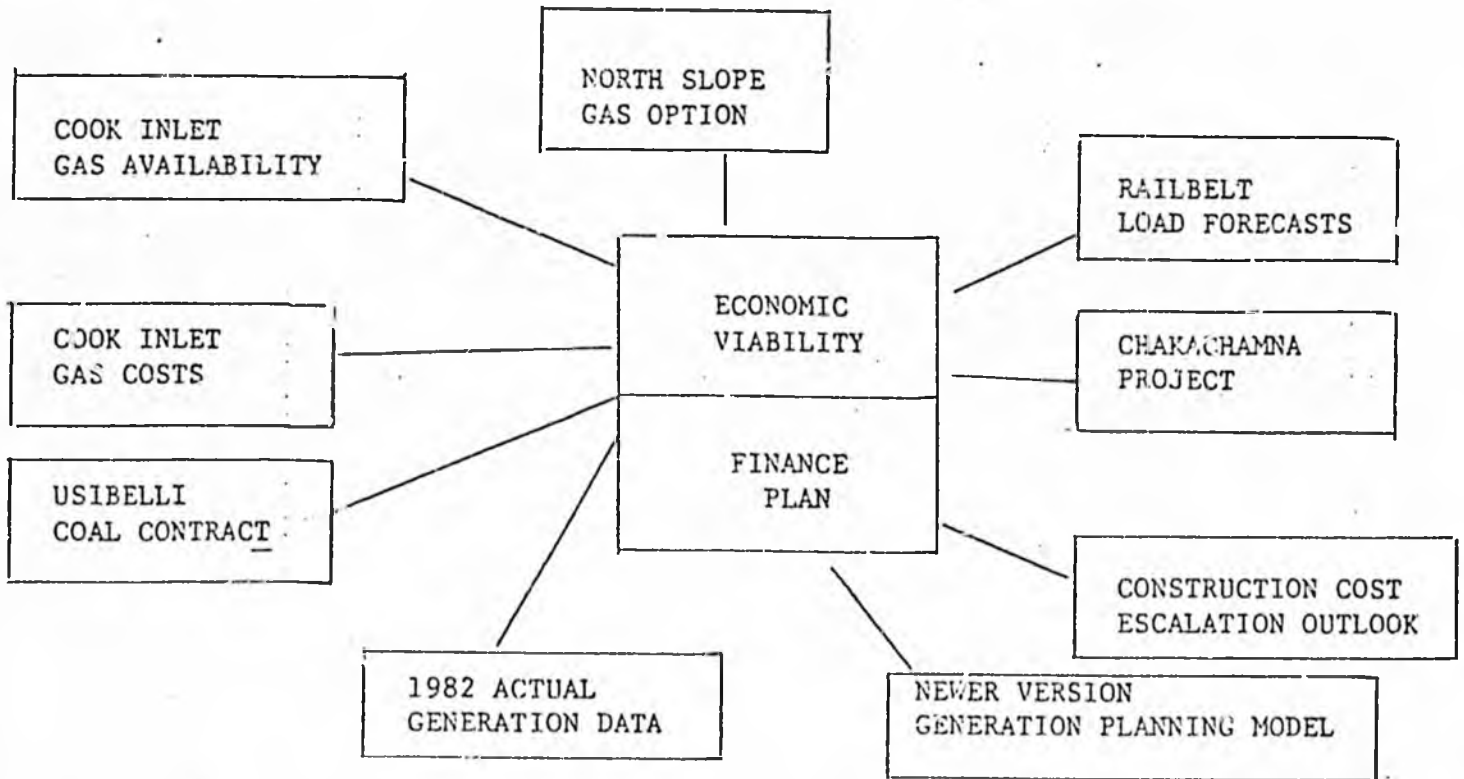 NORTH SLOPE
GAS OPTION
COOK INLET
GAS AVAILABILITY
RAILBELT
LOAD FORECASTS
ECONOMIC
VIABILITY
COOK INLET
GAS COSTS
CHAKACHAMNA
PROJECT
FINANCE
PLAN
USIBELLI
COAL CONTRACT
CONSTRUCTION COST
ESCALATION OUTLOOK
1982 ACTUAL
GENERATION DATA
NEWER VERSION
GENERATION PLANNING MODEL